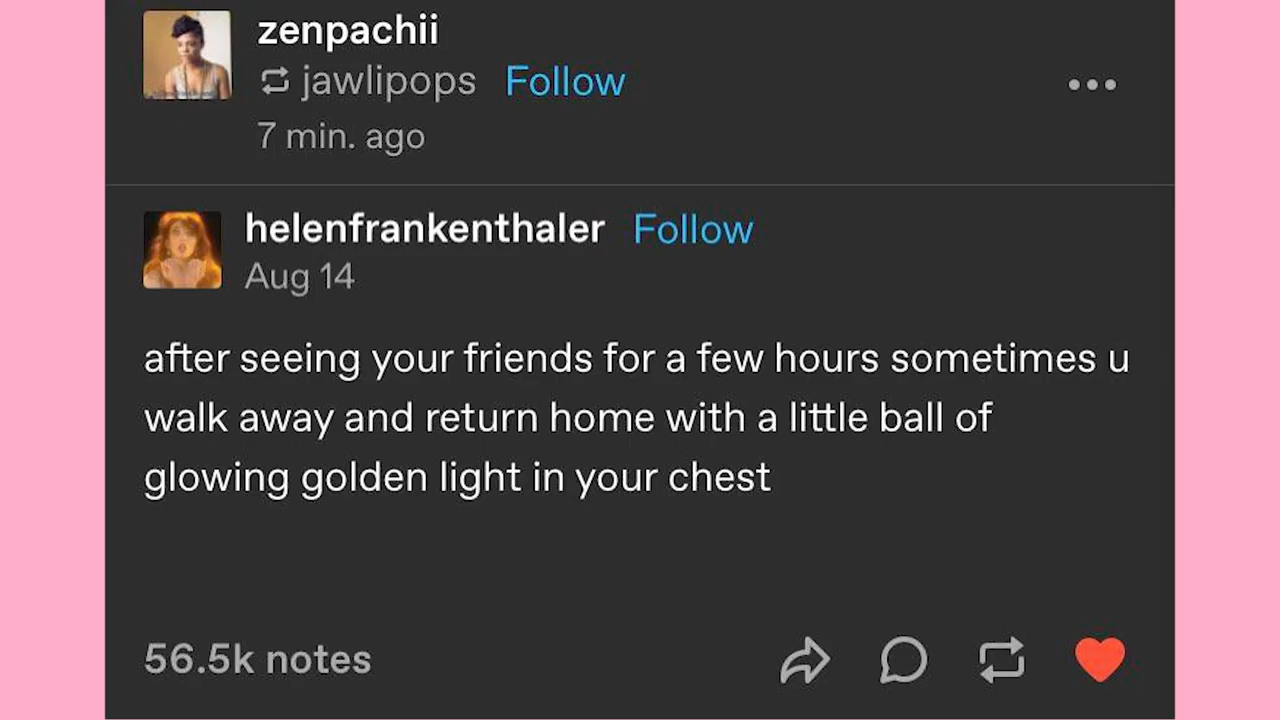 zenpachii
jawlipops Follow
7 min. ago
helenfrankenthaler Follow
Aug 14
after seeing your friends for a few hours sometimes u
walk away and return home with a little ball of
glowing golden light in your chest
56.5k notes